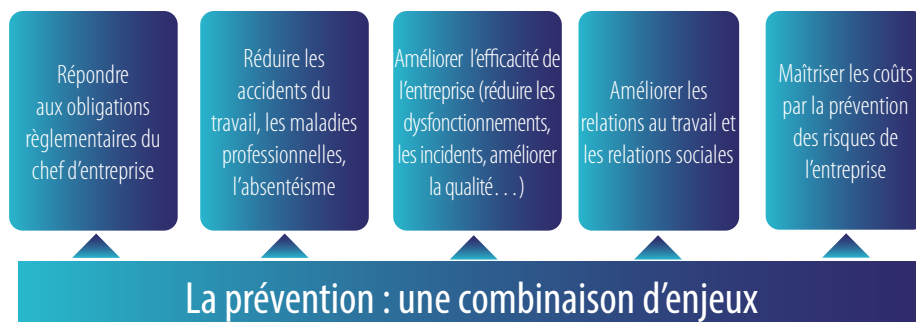 Répondre
aux obligations
règlementaires du
chef d'entreprise
Réduire les
accidents du
travail, les maladies
professionnelles,
l'absentéisme
Améliorer l'efficacité de
l'entreprise (réduire les
dysfonctionnements,
les incidents, améliorer
la qualité...)
Améliorer les
relations au travail et
les relations sociales
Maîtriser les coûts
par la prévention
des risques de
l'entreprise
La prévention : une combinaison d'enjeux